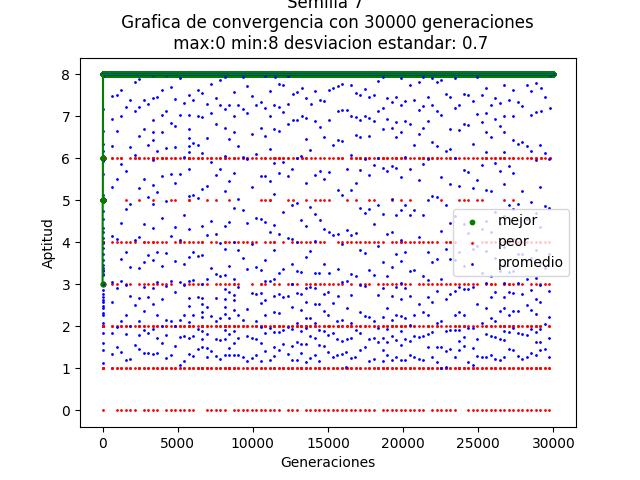 Semilla 7
Grafica de convergencia con 30000 generaciones
max:0 min:8 desviacion estandar: 0.7
8
7
6
5
4
3
2
1
0
Aptitud
mejor
peor
promedio
0 5000 10000 15000 20000 25000 30000
Generaciones